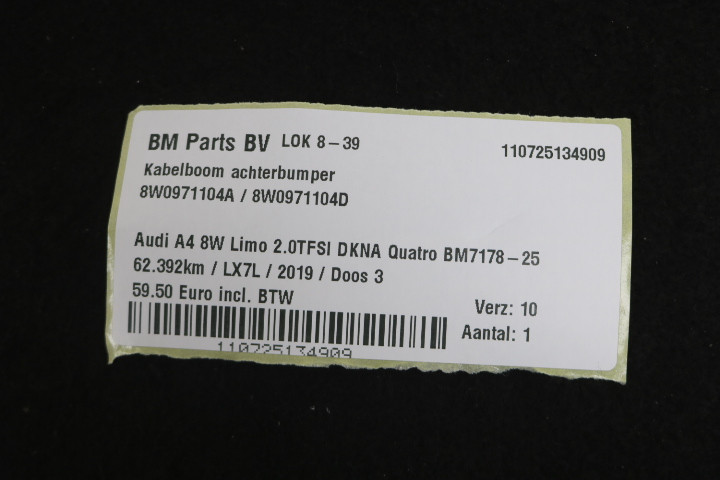 BM Parts BV LOK 8-39 110725134909
Kabelboom achterbumper
8W0971104A / 8W0971104D
Audi A4 8W Limo 2.0TFSI DKNA Quatro BM7178-25
62.392km / LX7L / 2019 / Doos 3
59.50 Euro incl. BTW
Verz: 10
Aantal: 1
110725134909